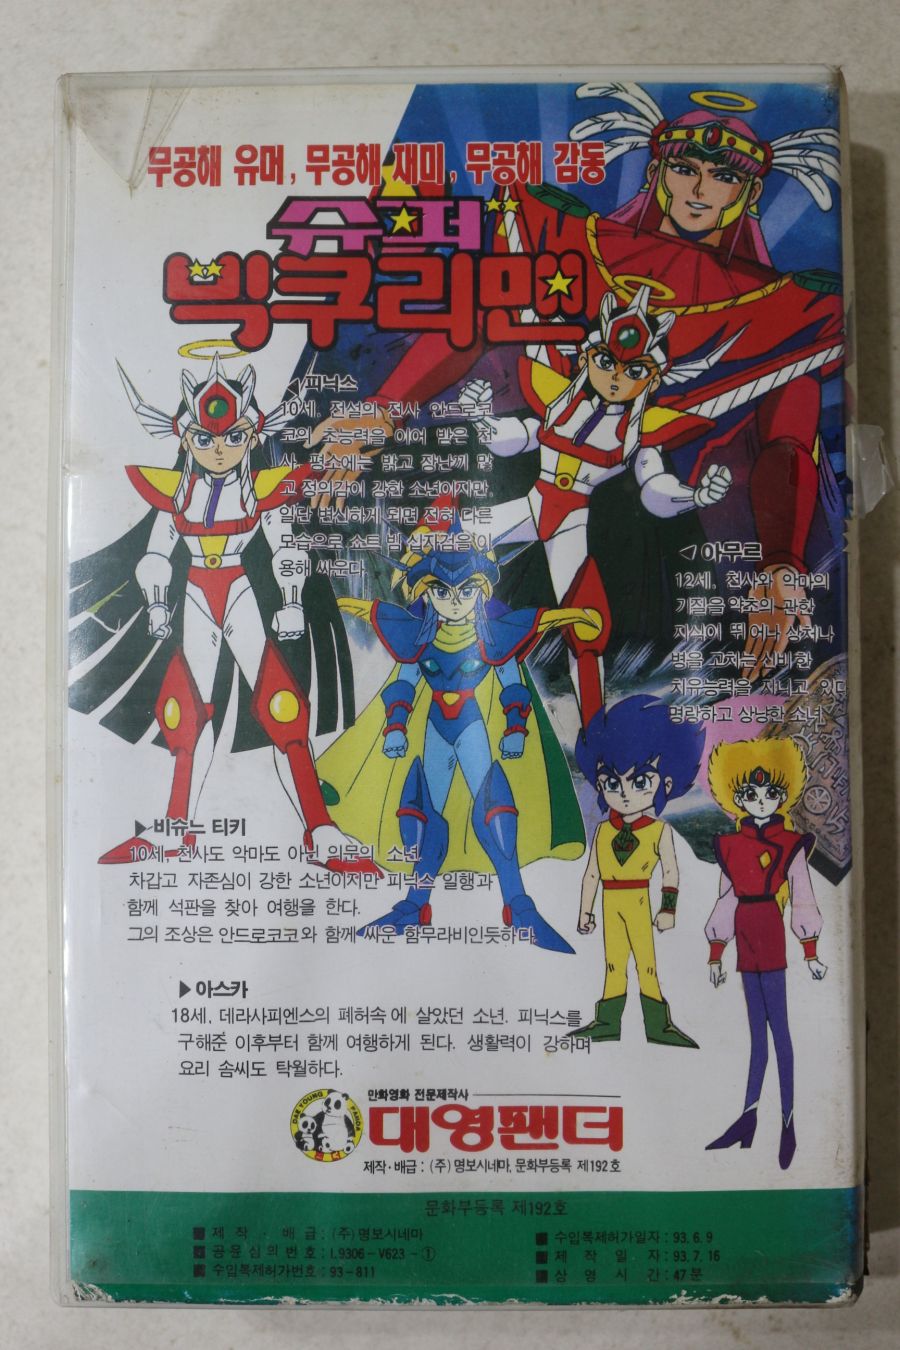 무공해 유머, 무공해 재미, 무공해 감동
슈퍼
빅쿠리맨
◀ 피닉스
10세. 전설의 전사 안드로코
코의 초능력을 이어 받은 천
사. 평소에는 밝고 장난끼 많
고 정의감이 강한 소년이지만,
일단 변신하게 되면 전혀 다른
모습으로 쇼트 빔 십자검을 이
용해 싸운다.
◀ 아무르
12세. 천사와 악마의
기질을 약초의 관한
지식이 뛰어나 상처나
병을 고치는 신비한
치유능력을 지니고 있다
명랑하고 상냥한 소년
▶ 비슈느 티키
10세. 천사도 악마도 아닌 의문의 소년.
차갑고 자존심이 강한 소년이지만 피닉스 일행과
함께 석판을 찾아 여행을 한다.
그의 조상은 안드로코코와 함께 싸운 함무라비인듯하다.
▶ 아스카
18세, 데라사피엔스의 폐허속에 살았던 소년. 피닉스를
구해준 이후부터 함께 여행하게 된다. 생활력이 강하며
요리 솜씨도 탁월하다.
DAE YOUNG PANDA
만화영화 전문제작사
대영팬더
제작·배급 : (주)명보시네마, 문화부등록 제192호
문화부등록 제192호
■ 제작·배급 : (주)명보시네마
■ 공윤심의번호 : I.9306-V623-①
■ 수입복제허가번호 : 93-811
■ 수입복제허가일자 : 93.6.9
■ 제작일자 : 93.7.16
■ 상영시간 : 47분